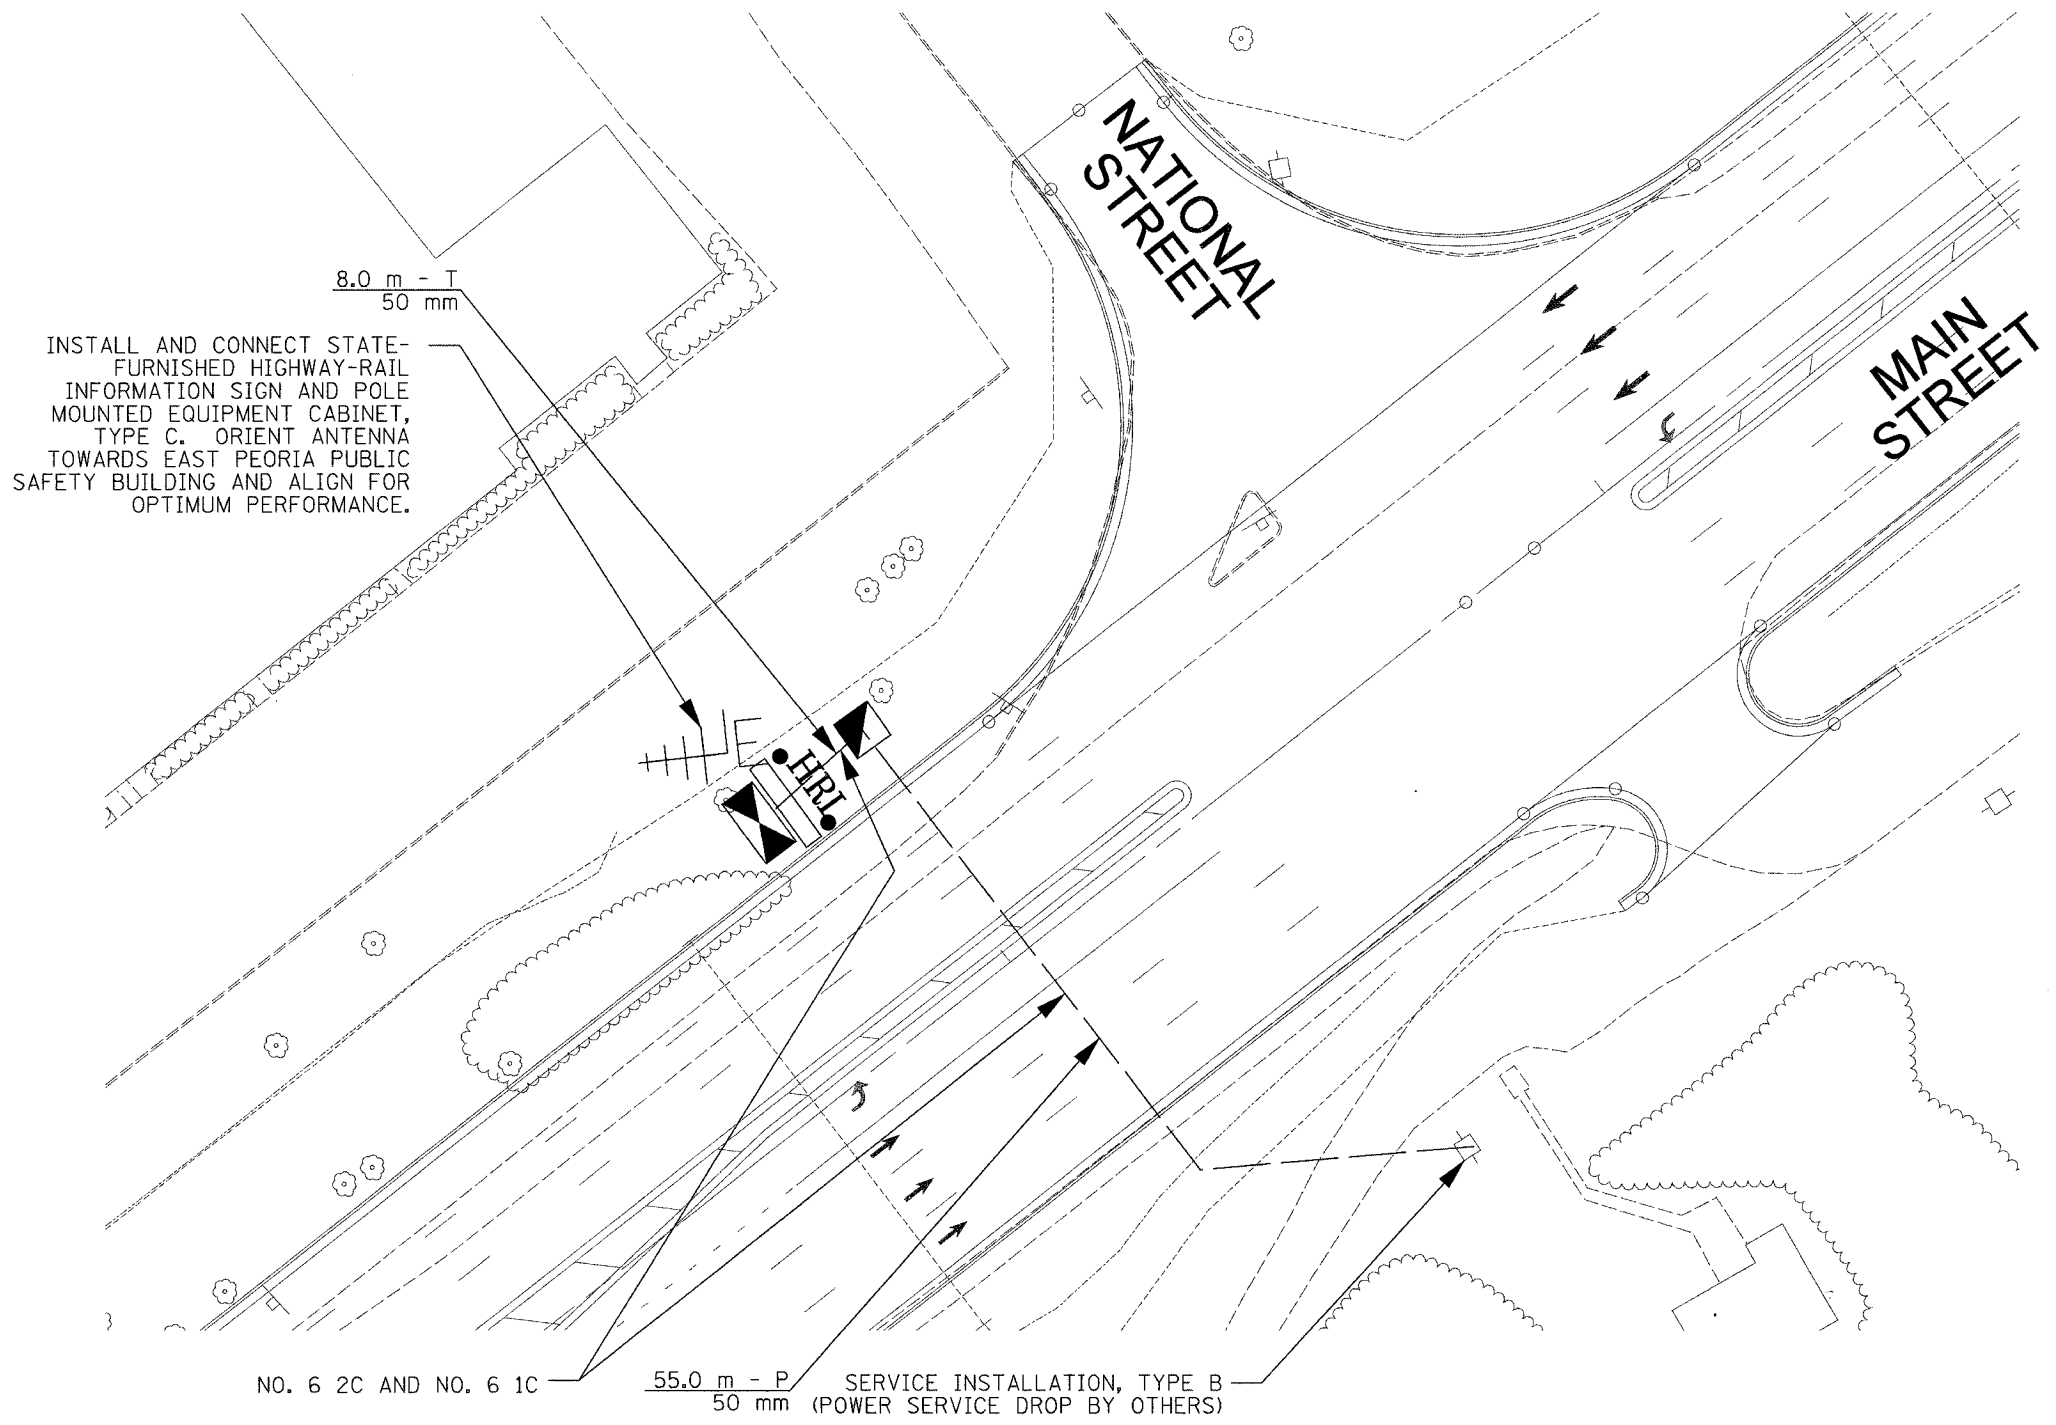 NATIONAL
STREET
MAIN
STREET
8.0 m - T
50 mm
INSTALL AND CONNECT STATE-
FURNISHED HIGHWAY-RAIL
INFORMATION SIGN AND POLE
MOUNTED EQUIPMENT CABINET,
TYPE C. ORIENT ANTENNA
TOWARDS EAST PEORIA PUBLIC
SAFETY BUILDING AND ALIGN FOR
OPTIMUM PERFORMANCE.
E
HRI
NO. 6 2C AND NO. 6 1C
55.0 m - P
50 mm
SERVICE INSTALLATION, TYPE B
(POWER SERVICE DROP BY OTHERS)